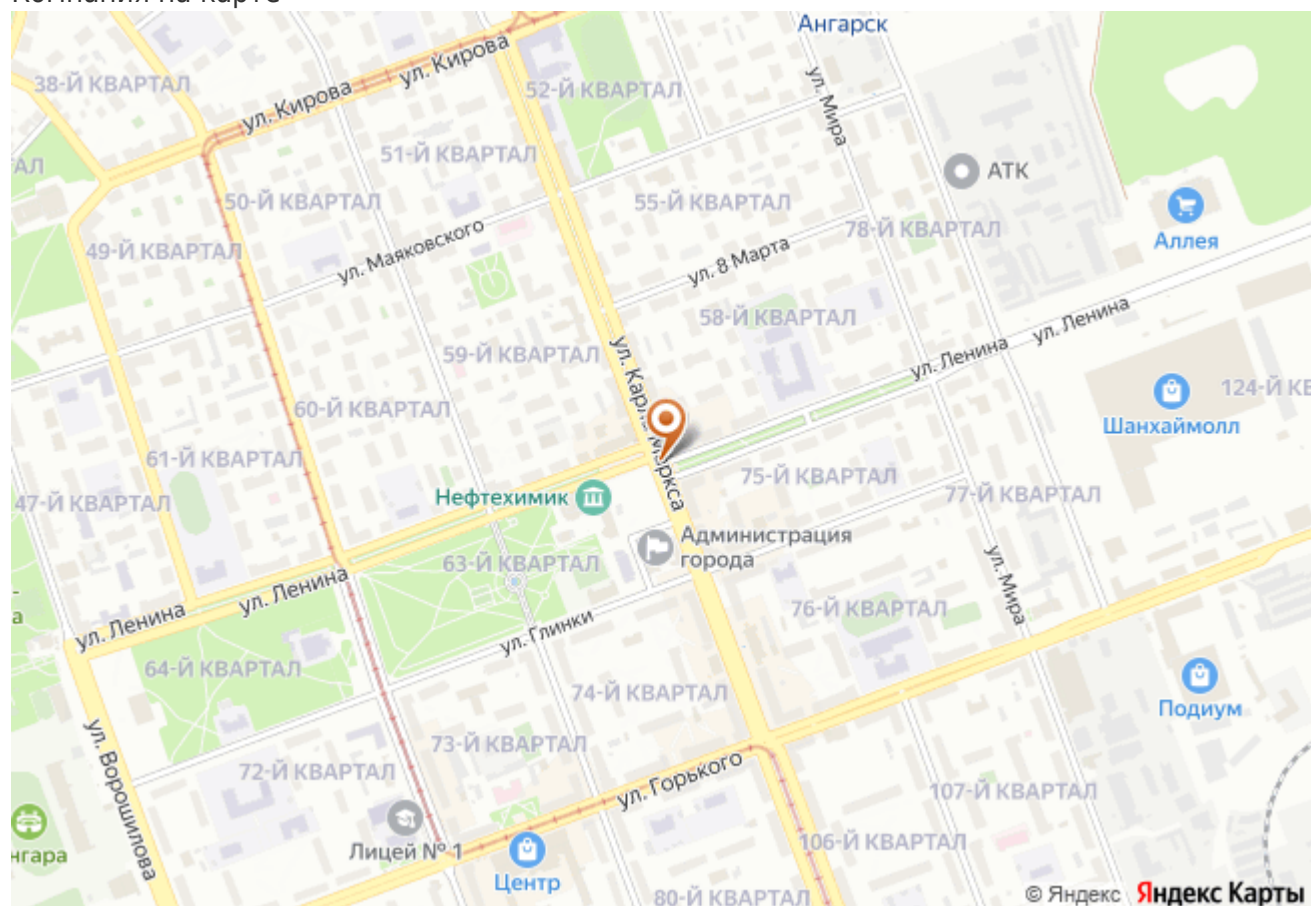 Компания на карте
Ангарск
ул. Кирова
38-Й КВАРТАЛ
ул. Кирова
52-Й КВАРТАЛ
ул. Мира
51-Й КВАРТАЛ
АЛ
АТК
50-Й КВАРТАЛ
55-Й КВАРТАЛ
78-Й КВАРТАЛ
49-Й КВАРТАЛ
ул. Маяковского
ул. 8 Марта
Аллея
58-Й КВАРТАЛ
ул. Ленина
ул. Ленина
59-Й КВАРТАЛ
ул. Карла Маркса
60-Й КВАРТАЛ
124-Й КВ
Шанхаймолл
61-Й КВАРТАЛ
75-Й КВАРТАЛ
47-Й КВАРТАЛ
Нефтехимик
77-Й КВАРТАЛ
Администрация
города
63-Й КВАРТАЛ
ул. Мира
ул. Ленина
ул. Ленина
а
76-Й КВАРТАЛ
ул. Глинки
64-Й КВАРТАЛ
74-Й КВАРТАЛ
Подиум
73-Й КВАРТАЛ
ул. Ворошилова
72-Й КВАРТАЛ
ул. Горького
107-Й КВАРТАЛ
нгара
Лицей № 1
106-Й КВАРТАЛ
Центр
80-Й КВАРТАЛ
© Яндекс Яндекс Карты